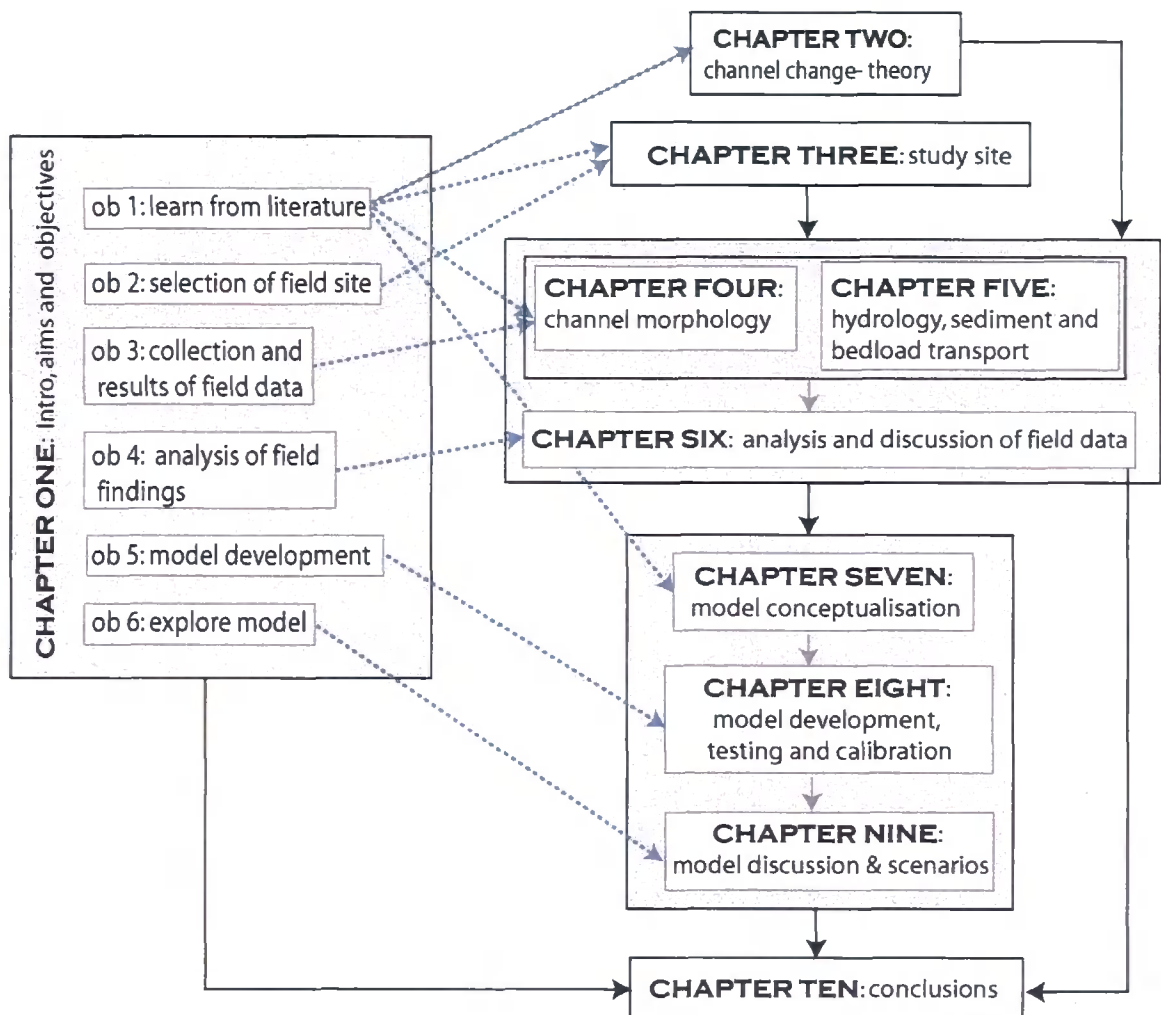 CHAPTER ONE: Intro, aims and objectives
ob 1: learn from literature
ob 2: selection of field site
ob 3: collection and
results of field data
ob 4: analysis of field
findings
ob 5: model development
ob 6: explore model
CHAPTER TWO:
channel change- theory
CHAPTER THREE: study site
CHAPTER FOUR:
channel morphology
CHAPTER FIVE:
hydrology, sediment and
bedload transport
CHAPTER SIX: analysis and discussion of field data
CHAPTER SEVEN:
model conceptualisation
CHAPTER EIGHT:
model development,
testing and calibration
CHAPTER NINE:
model discussion & scenarios
CHAPTER TEN: conclusions